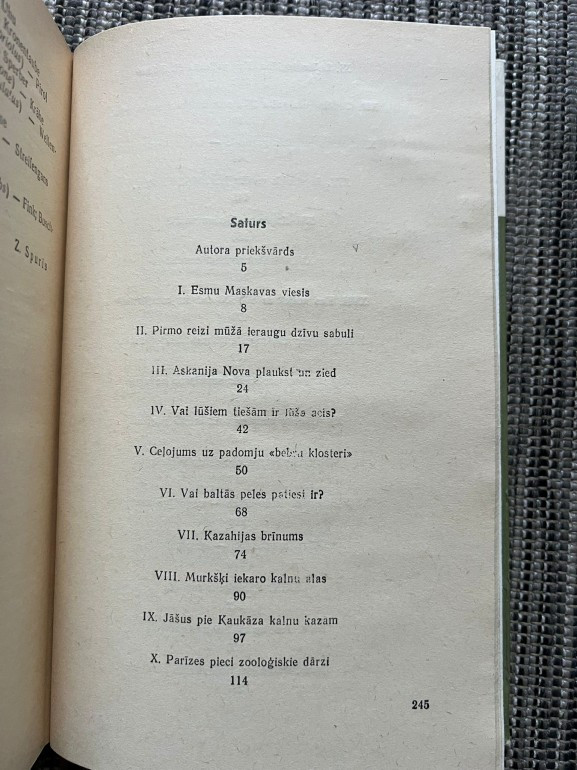 Z. Spuris
Saturs
Autora priekšvārds
5
I. Esmu Maskavas viesis
8
II. Pirmo reizi mūžā ieraugu dzīvu sabuli
17
III. Askanija Nova plaukst un zied
24
IV. Vai lūšiem tiešām ir lūša acis?
42
V. Ceļojums uz padomju «bebru klosteri»
50
VI. Vai baltās peles patiesi ir?
68
VII. Kazahijas brīnums
74
VIII. Murkšķi iekaro kalnu alas
90
IX. Jāšus pie Kaukāza kalnu kazam
97
X. Parīzes pieci zooloģiskie dārzi
114
245